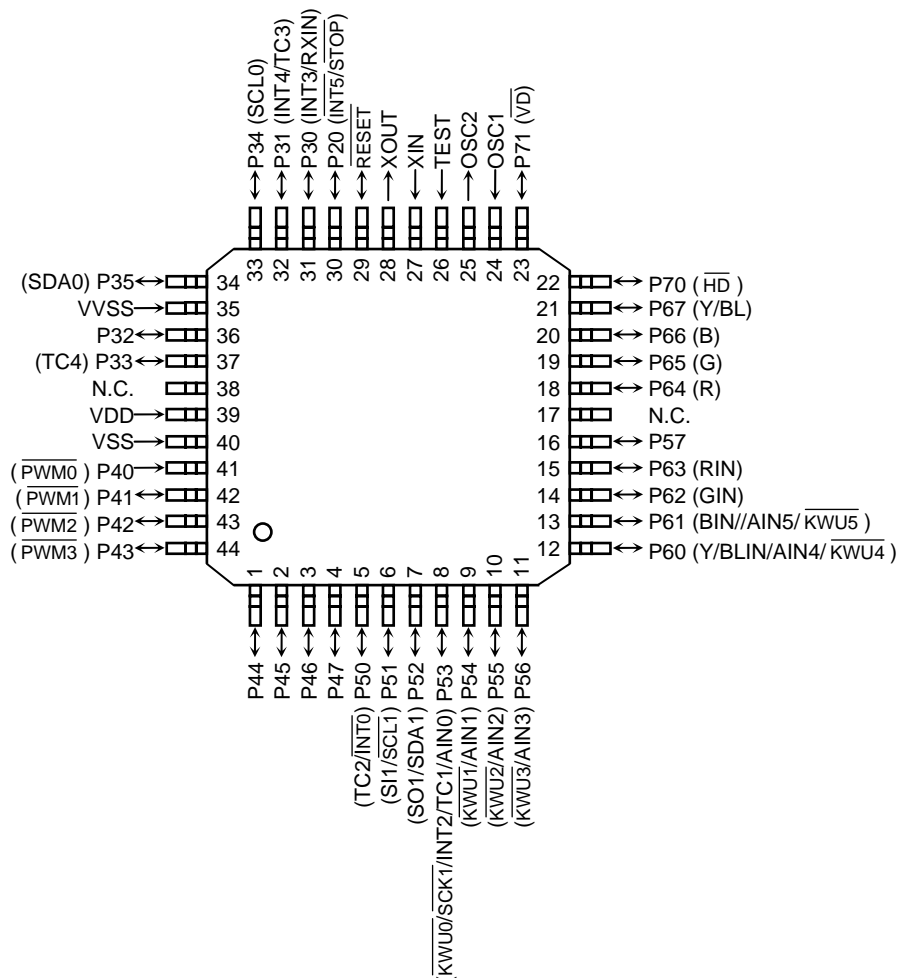 P34 (SCL0)
P31 (INT4/TC3)
P30 (INT3/RXIN)
P20 (INT5/STOP)
RESET
XOUT
XIN
TEST
OSC2
OSC1
P71 (VD)
33
32
31
30
29
28
27
26
25
24
23
(SDA0) P35
34
VVSS
35
P32
36
(TC4) P33
37
N.C.
38
VDD
39
VSS
40
(PWM0) P40
41
(PWM1) P41
42
(PWM2) P42
43
(PWM3) P43
44
22
P70 (HD)
21
P67 (Y/BL)
20
P66 (B)
19
P65 (G)
18
P64 (R)
17
N.C.
16
P57
15
P63 (RIN)
14
P62 (GIN)
13
P61 (BIN//AIN5/KWU5)
12
P60 (Y/BLIN/AIN4/KWU4)
1
2
3
4
5
6
7
8
9
10
11
P44
P45
P46
P47
(TC2/INT0) P50
(SI1/SCL1) P51
(SO1/SDA1) P52
(KWU0/SCK1/INT2/TC1/AIN0) P53
(KWU1/AIN1) P54
(KWU2/AIN2) P55
(KWU3/AIN3) P56